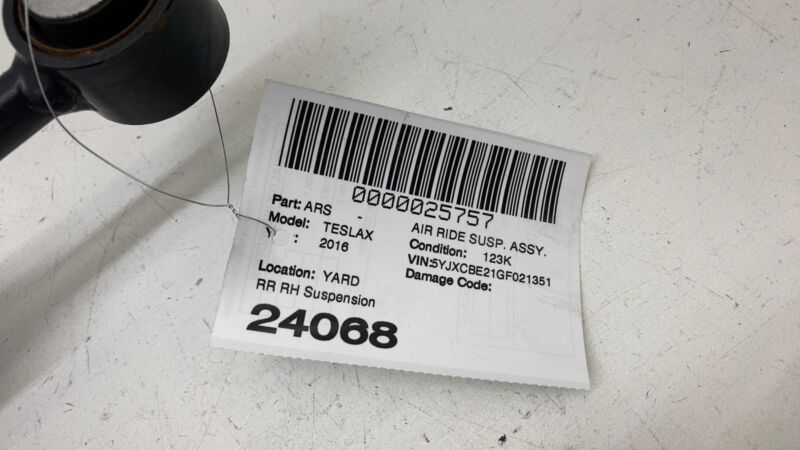 0000025757
Part: ARS - AIR RIDE SUSP. ASSY.
Model: TESLAX Condition: 123K
: 2016 VIN:5YJXCBE21GF021351
Damage Code:
Location: YARD
RR RH Suspension
24068